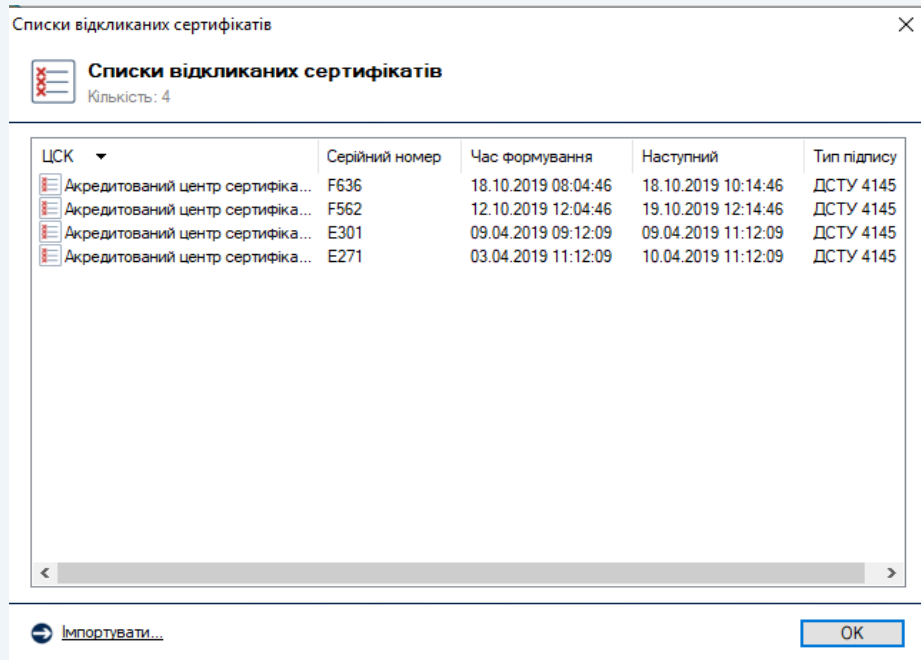 Списки відкликаних сертифікатів
Списки відкликаних сертифікатів
Кількість: 4
ЦСК Серійний номер Час формування Наступний Тип підпису
Акредитований центр сертифіка... F636 18.10.2019 08:04:46 18.10.2019 10:14:46 ДСТУ 4145
Акредитований центр сертифіка... F562 12.10.2019 12:04:46 19.10.2019 12:14:46 ДСТУ 4145
Акредитований центр сертифіка... E301 09.04.2019 09:12:09 09.04.2019 11:12:09 ДСТУ 4145
Акредитований центр сертифіка... E271 03.04.2019 11:12:09 10.04.2019 11:12:09 ДСТУ 4145
Імпортувати... OK